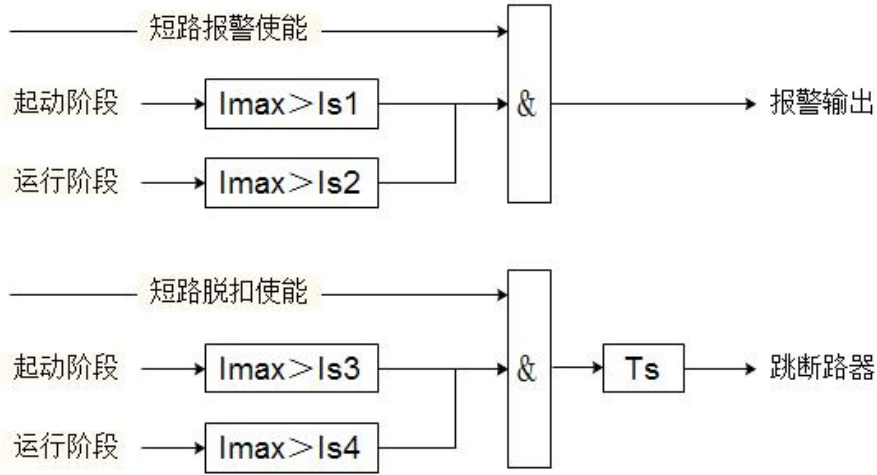 短路报警使能
起动阶段 Imax＞Is1 & 报警输出
运行阶段 Imax＞Is2
短路脱扣使能
起动阶段 Imax＞Is3 & Ts 跳断路器
运行阶段 Imax＞Is4